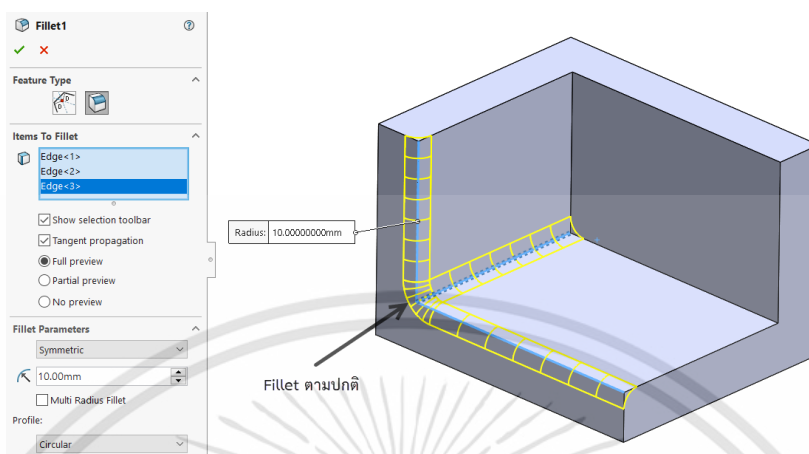 Fillet1
Feature Type
Items To Fillet
Edge<1>
Edge<2>
Edge<3>
Show selection toolbar
Tangent propagation
Full preview
Partial preview
No preview
Fillet Parameters
Symmetric
10.00mm
Multi Radius Fillet
Profile:
Circular
Radius: 10.00000000mm
Fillet ตามปกติ